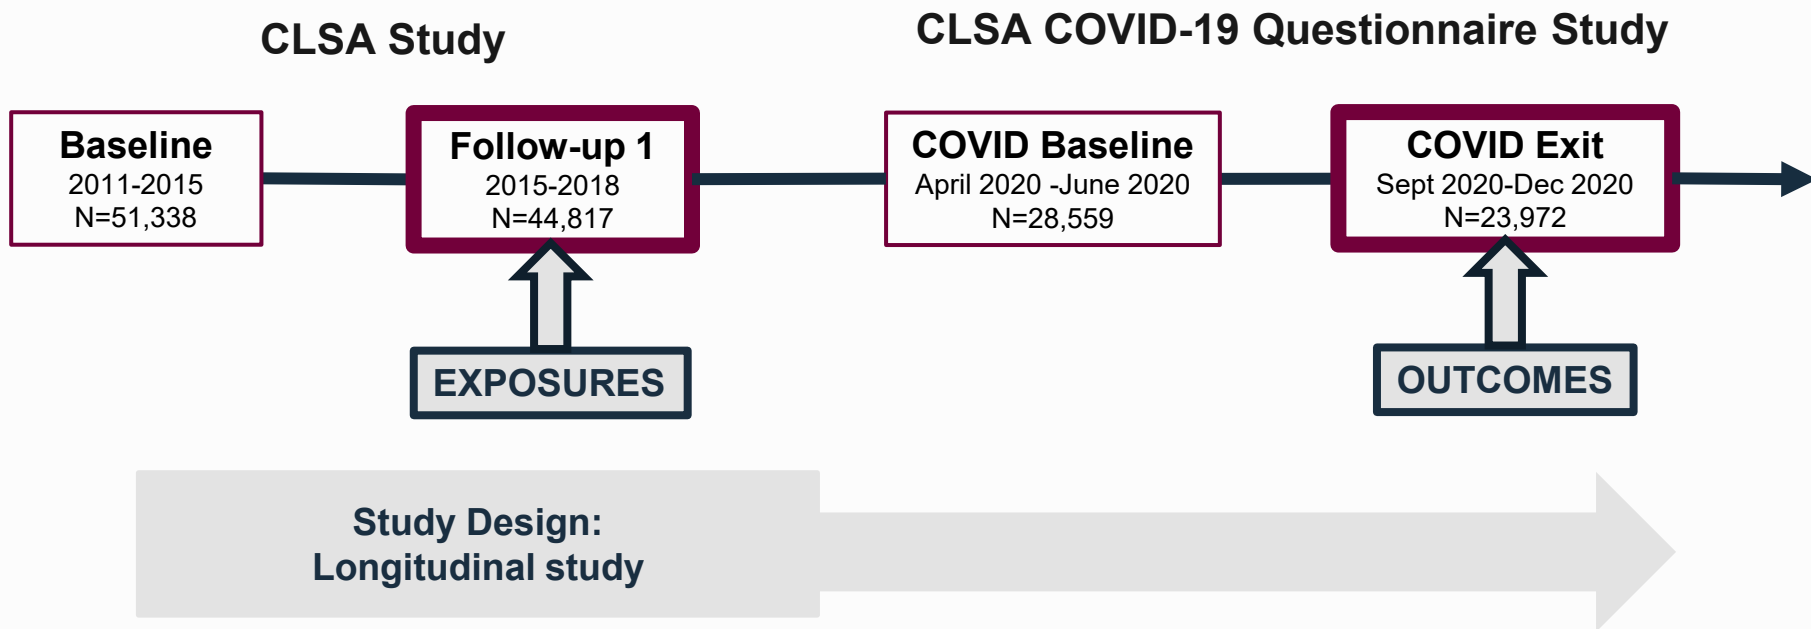 CLSA Study
CLSA COVID-19 Questionnaire Study
Baseline
2011-2015
N=51,338
Follow-up 1
2015-2018
N=44,817
COVID Baseline
April 2020 -June 2020
N=28,559
COVID Exit
Sept 2020-Dec 2020
N=23,972
EXPOSURES
OUTCOMES
Study Design:
Longitudinal study